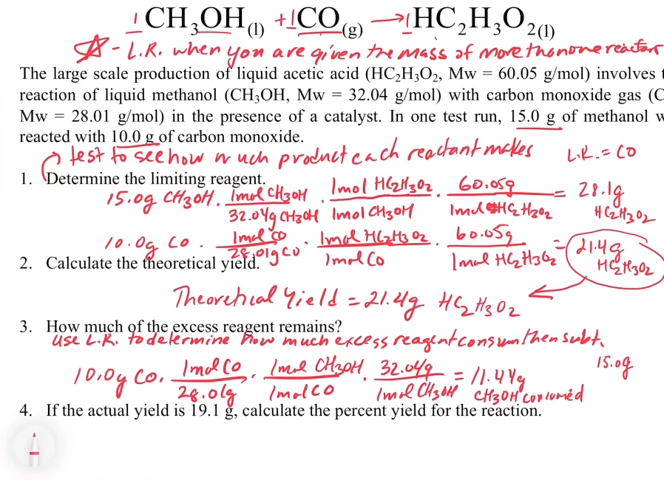 1 CH3OH(l) + 1 CO(g) → 1 HC2H3O2(l)
☆ - L.R. when you are given the mass of more than one reactan
The large scale production of liquid acetic acid (HC2H3O2, Mw = 60.05 g/mol) involves t
reaction of liquid methanol (CH3OH, Mw = 32.04 g/mol) with carbon monoxide gas (C
Mw = 28.01 g/mol) in the presence of a catalyst. In one test run, 15.0 g of methanol w
reacted with 10.0 g of carbon monoxide.
test to see how much product each reactant makes L.R. = CO
1. Determine the limiting reagent.
15.0g CH3OH · 1mol CH3OH / 32.04g CH3OH · 1mol HC2H3O2 / 1mol CH3OH · 60.05g / 1mol HC2H3O2 = 28.1g HC2H3O2
10.0g CO · 1mol CO / 28.01g CO · 1mol HC2H3O2 / 1mol CO · 60.05g / 1mol HC2H3O2 = 21.4g HC2H3O2
2. Calculate the theoretical yield.
Theoretical Yield = 21.4g HC2H3O2
3. How much of the excess reagent remains?
Use L.R. to determine how much excess reagent consum then subt.
10.0g CO · 1mol CO / 28.01g · 1mol CH3OH / 1mol CO · 32.04g / 1mol CH3OH = 11.44g CH3OH consumed
15.0g
4. If the actual yield is 19.1 g, calculate the percent yield for the reaction.